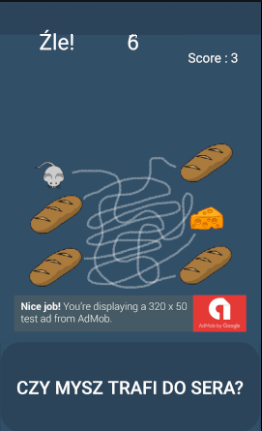 Źle! 6
Score : 3
Nice job! You're displaying a 320 x 50
test ad from AdMob.
AdMob by Google
CZY MYSZ TRAFI DO SERA?